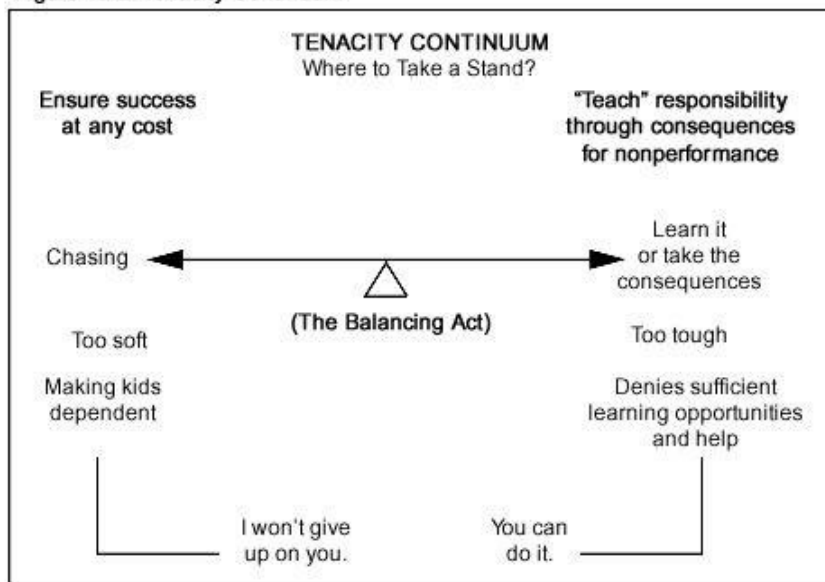 TENACITY CONTINUUM
Where to Take a Stand?
Ensure success
at any cost
"Teach" responsibility
through consequences
for nonperformance
Chasing
Learn it
or take the
consequences
(The Balancing Act)
Too soft
Too tough
Making kids
dependent
Denies sufficient
learning opportunities
and help
I won't give
up on you.
You can
do it.